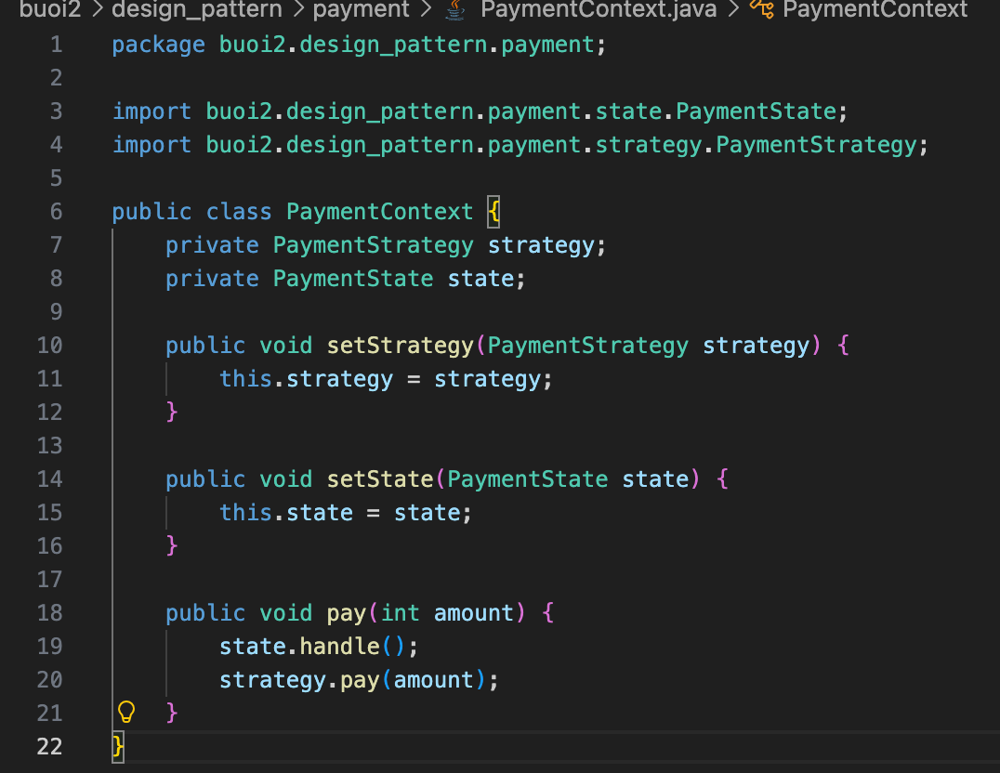 buoi2 > design_pattern > payment > PaymentContext.java > PaymentContext
1 package buoi2.design_pattern.payment;
2
3 import buoi2.design_pattern.payment.state.PaymentState;
4 import buoi2.design_pattern.payment.strategy.PaymentStrategy;
5
6 public class PaymentContext {
7     private PaymentStrategy strategy;
8     private PaymentState state;
9
10     public void setStrategy(PaymentStrategy strategy) {
11         this.strategy = strategy;
12     }
13
14     public void setState(PaymentState state) {
15         this.state = state;
16     }
17
18     public void pay(int amount) {
19         state.handle();
20         strategy.pay(amount);
21     }
22 }